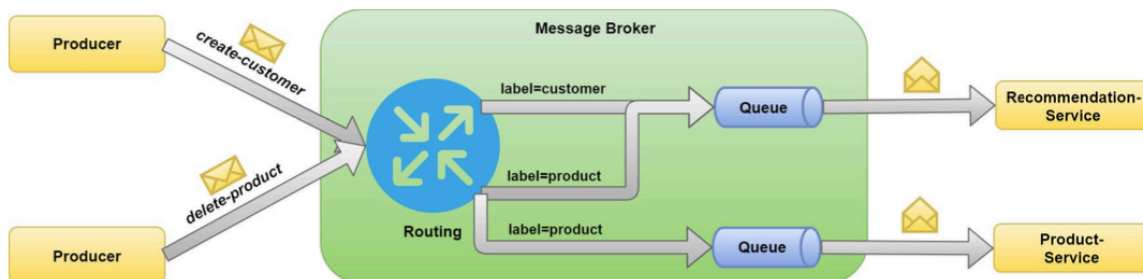 Message Broker
Producer
create-customer
label=customer
Queue
Recommendation-
Service
label=product
delete-product
Routing
label=product
Producer
Queue
Product-
Service